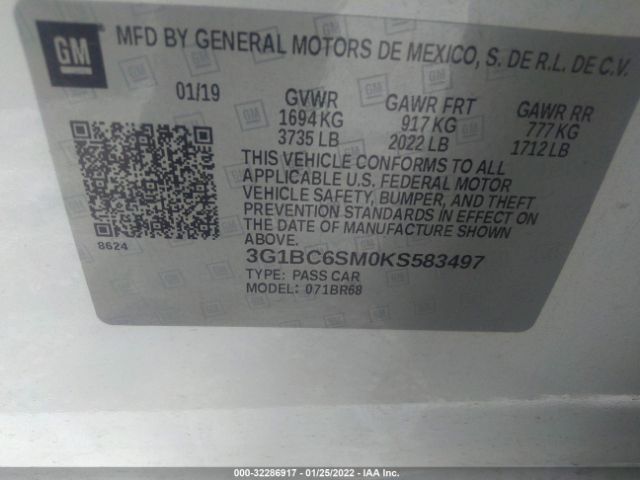 GM
MFD BY GENERAL MOTORS DE MEXICO, S. DE R.L. DE C.V.
01/19 GVWR GAWR FRT GAWR RR
1694 KG 917 KG 777 KG
3735 LB 2022 LB 1712 LB
THIS VEHICLE CONFORMS TO ALL
APPLICABLE U.S. FEDERAL MOTOR
VEHICLE SAFETY, BUMPER, AND THEFT
PREVENTION STANDARDS IN EFFECT ON
THE DATE OF MANUFACTURE SHOWN
ABOVE.
8624
3G1BC6SM0KS583497
TYPE: PASS CAR
MODEL: 071BR68
000-32286917 - 01/25/2022 - IAA Inc.